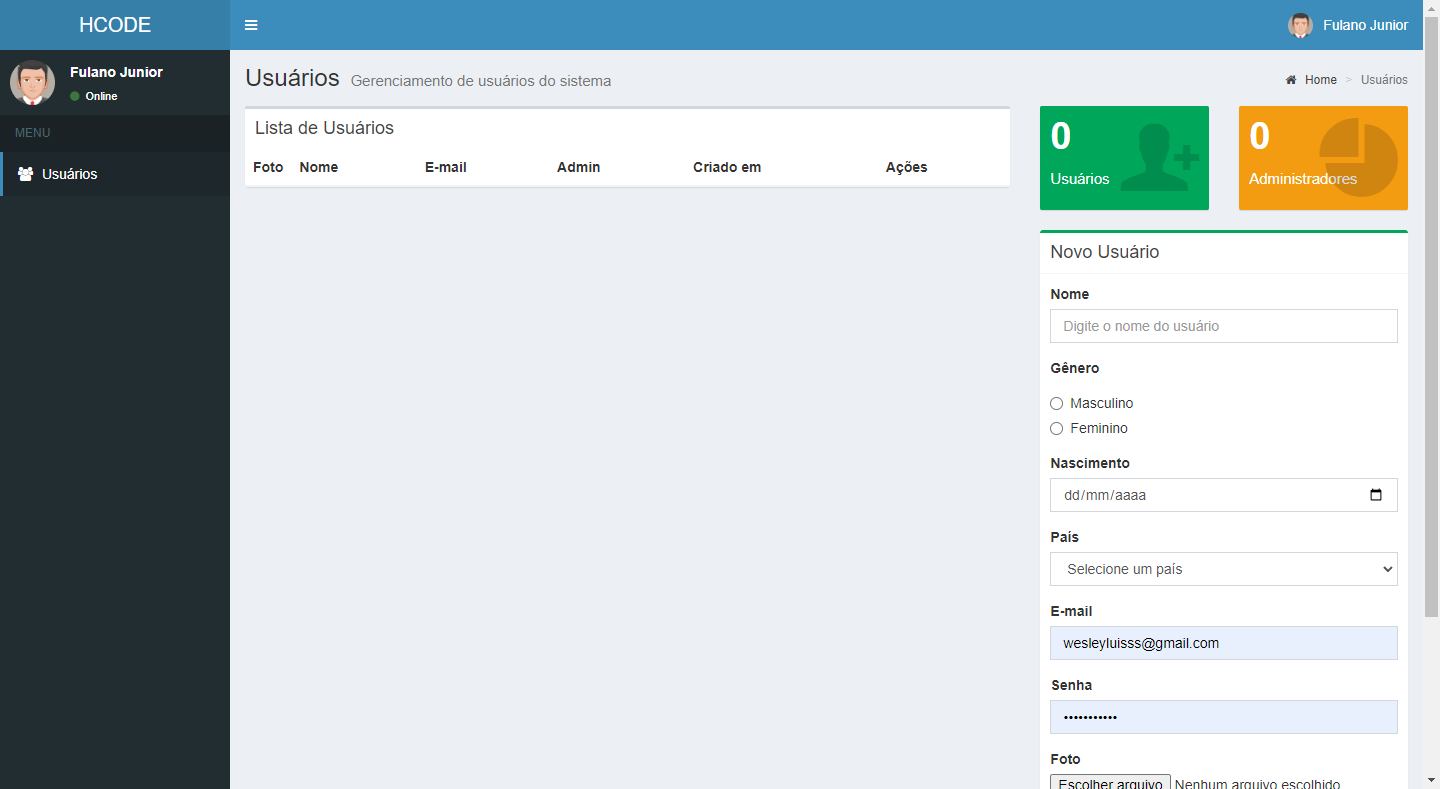 HCODE
Fulano Junior
Fulano Junior
Online
MENU
Usuários
Usuários Gerenciamento de usuários do sistema
Home > Usuários
Lista de Usuários
Foto Nome E-mail Admin Criado em Ações
0
Usuários
0
Administradores
Novo Usuário
Nome
Digite o nome do usuário
Gênero
Masculino
Feminino
Nascimento
dd/mm/aaaa
País
Selecione um país
E-mail
wesleyluisss@gmail.com
Senha
•••••••••••
Foto
Escolher arquivo Nenhum arquivo escolhido